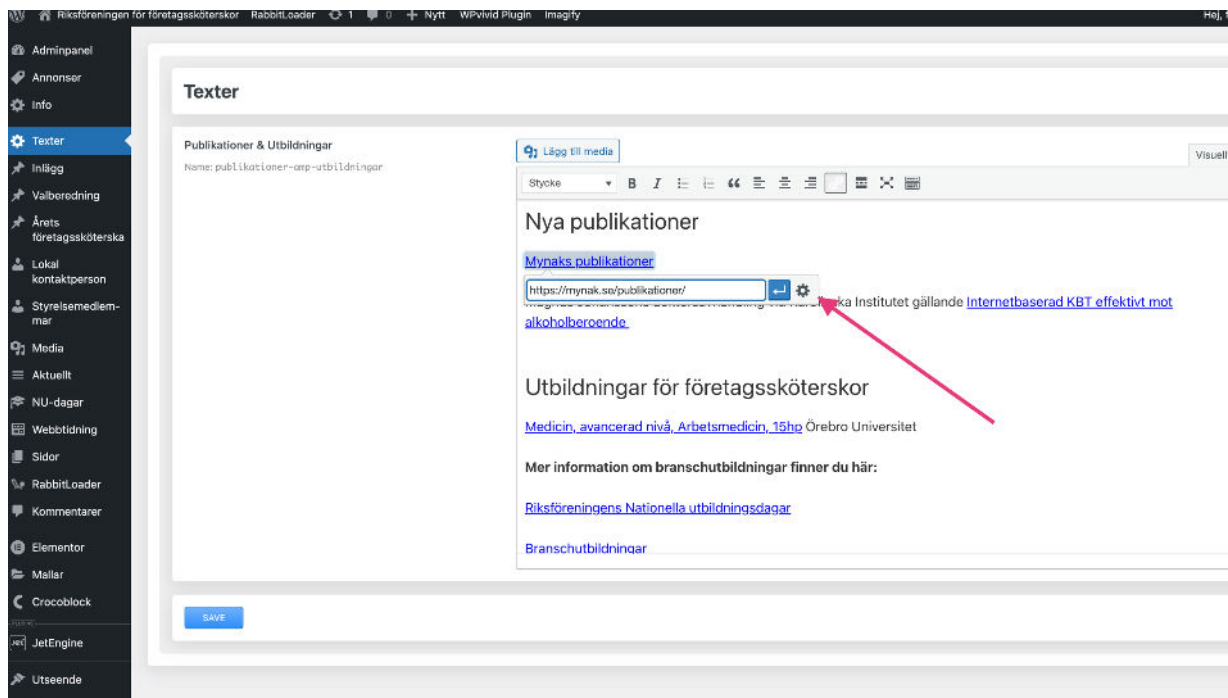 Riksföreningen för företagssköterskor RabbitLoader 1 0 + Nytt WPvivid Plugin Imagify Hej,
Adminpanel
Annonser
Info
Texter
Inlägg
Valberedning
Årets
företagssköterska
Lokal
kontaktperson
Styrelsemedlem-
mar
Media
Aktuellt
NU-dagar
Webbtidning
Sidor
RabbitLoader
Kommentarer
Elementor
Mallar
Crocoblock
JetEngine
Utseende
Texter
Publikationer & Utbildningar
Name: publikationer-amp-utbildningar
Lägg till media
Visuell
Stycke B I
Nya publikationer
Mynaks publikationer
https://mynak.se/publikationer/
Institutet gällande Internetbaserad KBT effektivt mot
alkoholberoende
Utbildningar för företagssköterskor
Medicin, avancerad nivå, Arbetsmedicin, 15hp Örebro Universitet
Mer information om branschutbildningar finner du här:
Riksföreningens Nationella utbildningsdagar
Branschutbildningar
SAVE